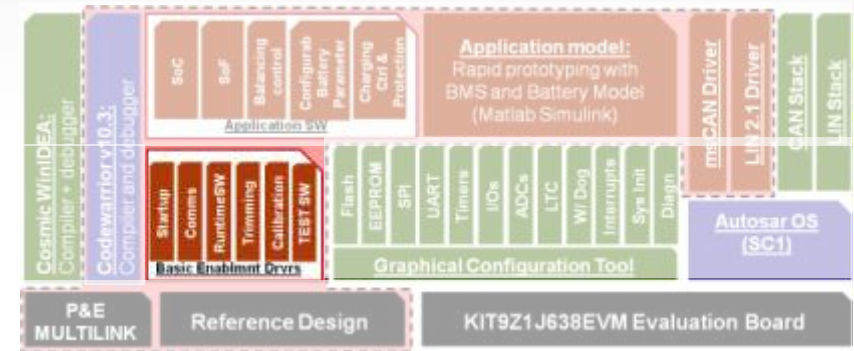 Cosmic WinIDEA:
Compiler + debugger
Codewarrior v10.3:
Compiler and debugger
SoC
SoF
Balancing
control
Configurab
Battery
Parameter
Charging
Ctrl &
Protection
Application SW
Application model:
Rapid prototyping with
BMS and Battery Model
(Matlab Simulink)
msCAN Driver
LIN 2.1 Driver
CAN Stack
LIN Stack
Startup
Comms
RuntimeSW
Trimming
Calibration
TEST SW
Basic Enablmnt Drvrs
Flash
EEPROM
SPI
UART
Timers
I/Os
ADCs
LTC
W/ Dog
Interrupts
Sys Init
Diagn
Graphical Configuration Tool
Autosar OS
(SC1)
P&E
MULTILINK
Reference Design
KIT9Z1J638EVM Evaluation Board